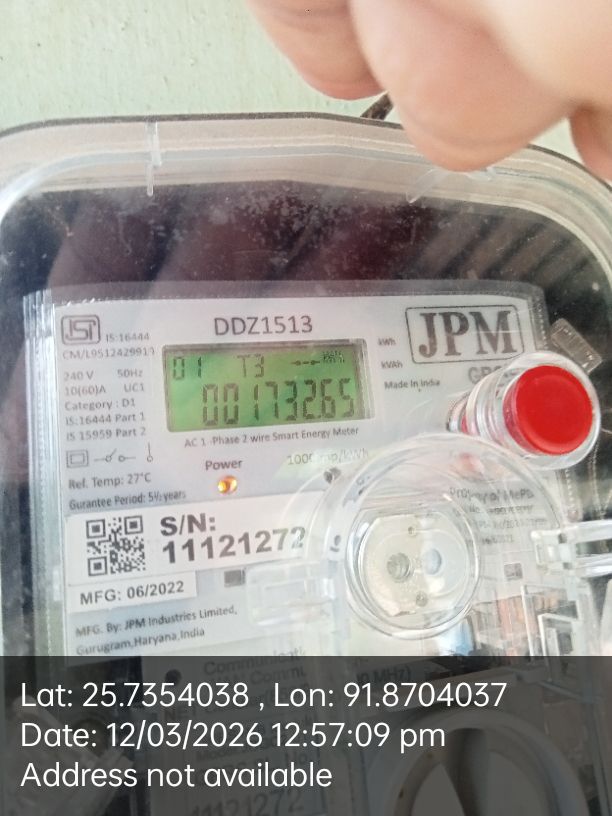 DDZ1513
IS:16444
CM/L9512429913
240 V 50Hz
10(60)A UC1
Category : D1
IS:16444 Part 1
IS 15959 Part 2
01 T3
00173265
kWh
kVAh
JPM
Made in India
AC 1 -Phase 2 wire Smart Energy Meter
Power
Ref. Temp: 27°C
Gurantee Period: 5½ years
S/N:
11121272
MFG: 06/2022
MFG. By: JPM Industries Limited,
Gurugram,Haryana,India
11121272
Lat: 25.7354038 , Lon: 91.8704037
Date: 12/03/2026 12:57:09 pm
Address not available